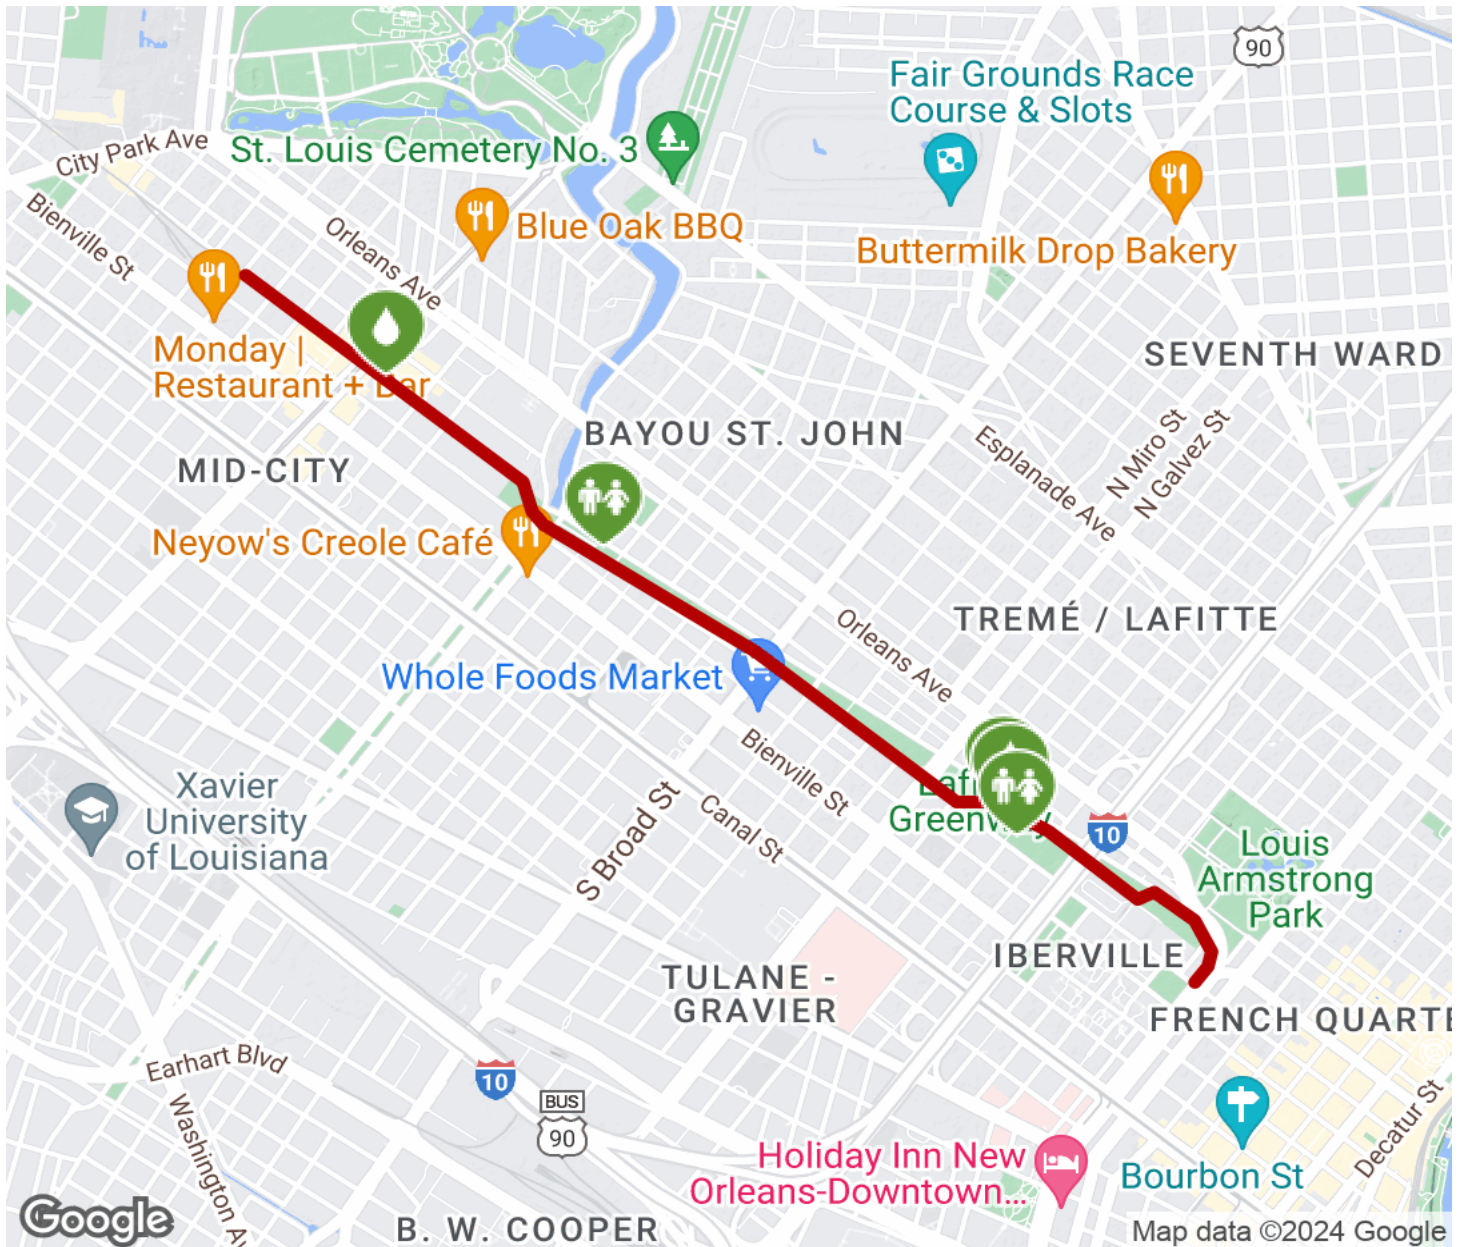 90
Fair Grounds Race
Course & Slots
City Park Ave
St. Louis Cemetery No. 3
Bienville St
Orleans Ave
Blue Oak BBQ
Buttermilk Drop Bakery
Monday |
Restaurant + Bar
SEVENTH WARD
BAYOU ST. JOHN
N Miro St
N Galvez St
Esplanade Ave
MID-CITY
Neyow's Creole Café
TREMÉ / LAFITTE
Orleans Ave
Whole Foods Market
Bienville St
Xavier
University
of Louisiana
S Broad St
Canal St
Greenway
10
Louis
Armstrong
Park
IBERVILLE
TULANE -
GRAVIER
FRENCH QUARTE
Earhart Blvd
10
BUS
90
Washington Av
Decatur St
Holiday Inn New
Orleans-Downtown...
Bourbon St
B. W. COOPER
Google
Map data ©2024 Google